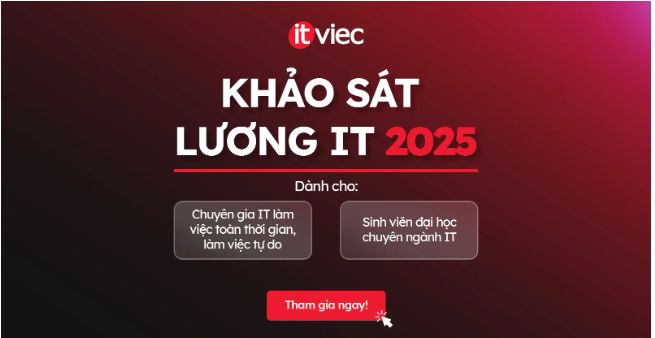 itviec
KHẢO SÁT
LƯƠNG IT 2025
Dành cho:
Chuyên gia IT làm
việc toàn thời gian,
làm việc tự do
Sinh viên đại học
chuyên ngành IT
Tham gia ngay!